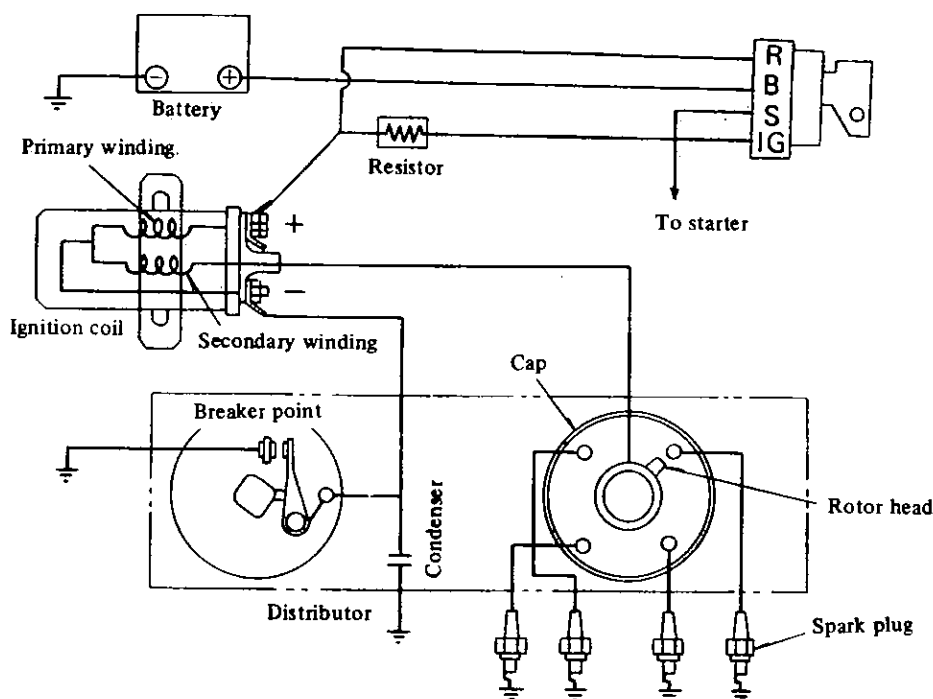 R
B
S
IG
− +
Battery
Resistor
Primary winding.
To starter
+
−
Ignition coil
Secondary winding
Cap
Breaker point
Rotor head
Condenser
Distributor
Spark plug